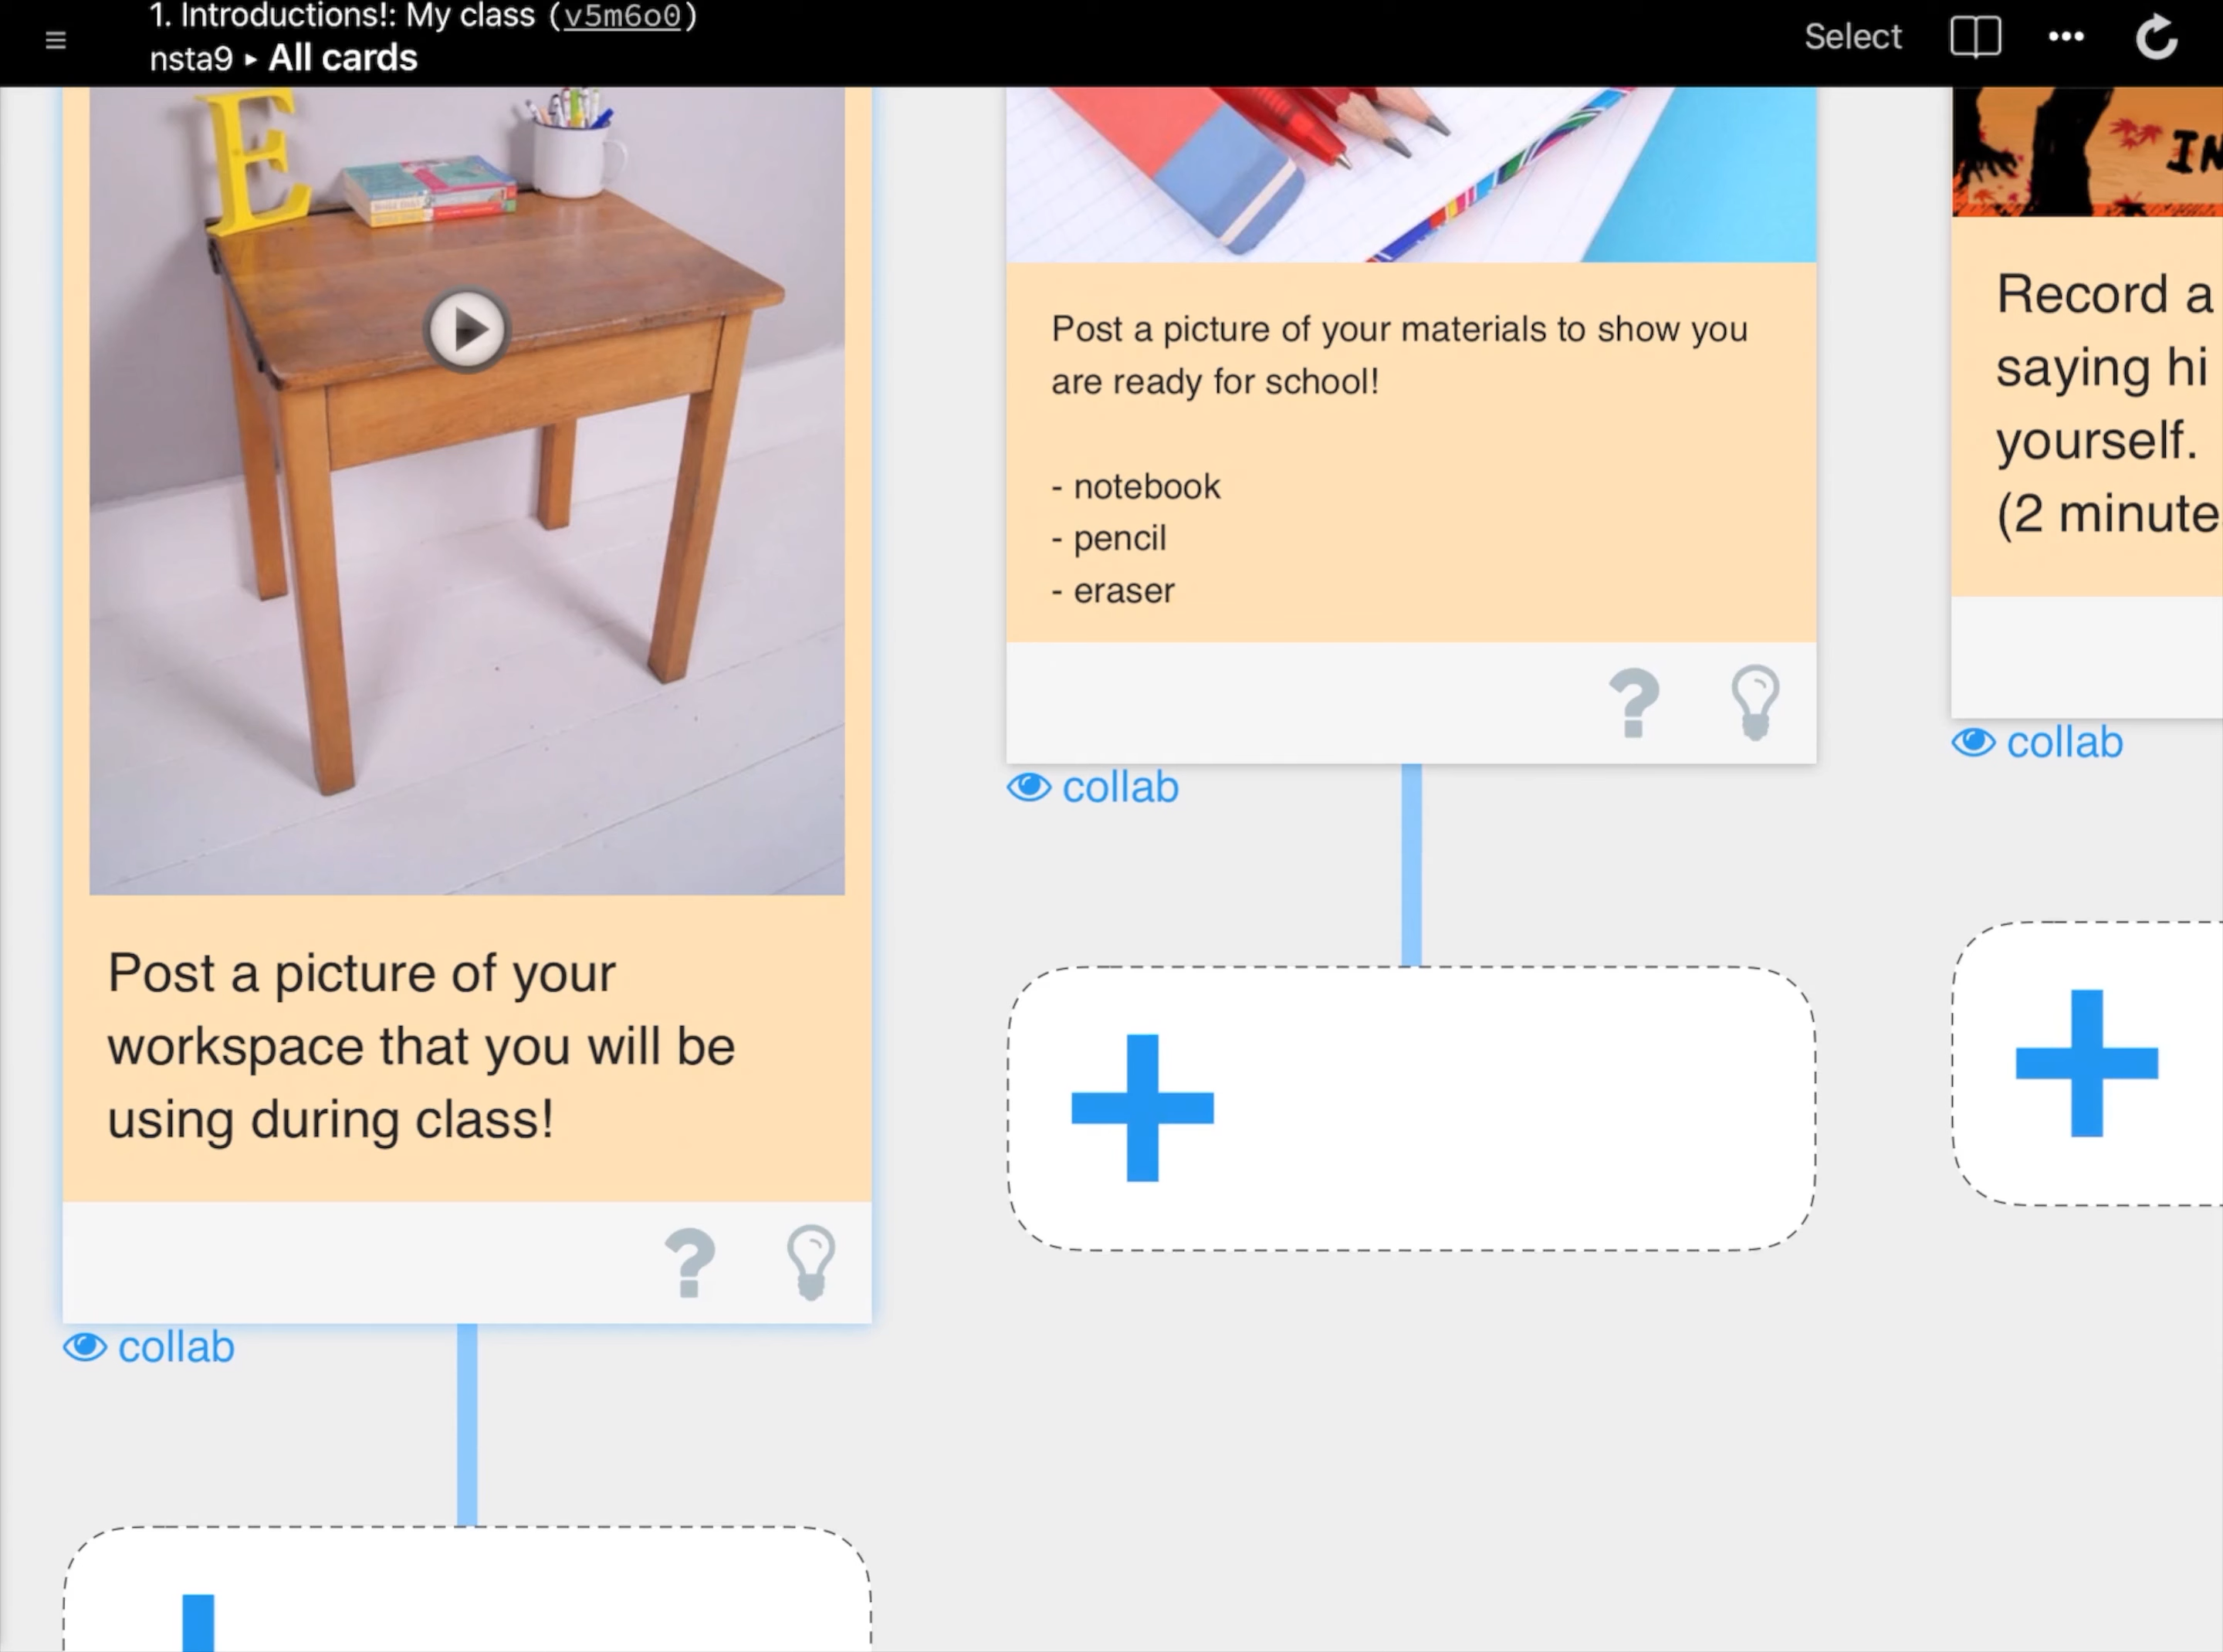 1. Introductions!: My class (v5m6o0)
nsta9 ▸ All cards
Select
E
Post a picture of your
workspace that you will be
using during class!
collab
Post a picture of your materials to show you
are ready for school!
- notebook
- pencil
- eraser
collab
IN
Record a
saying hi
yourself.
(2 minute
collab